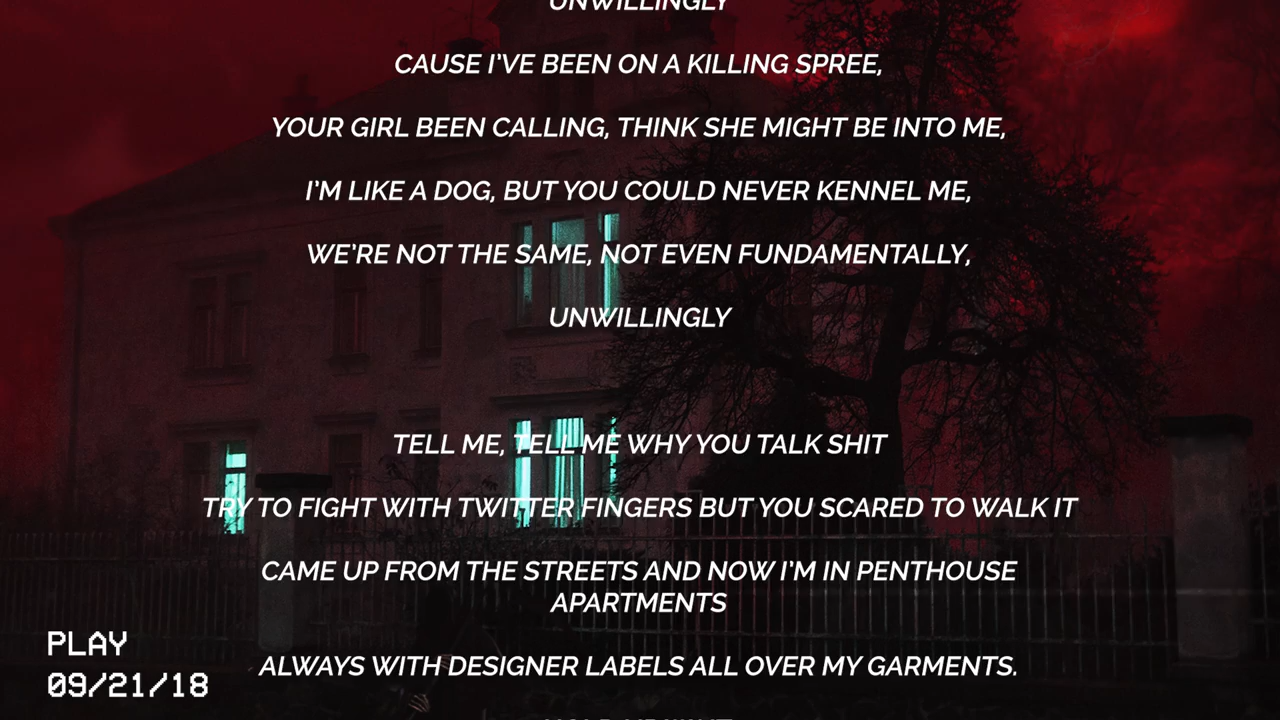 UNWILLINGLY
CAUSE I'VE BEEN ON A KILLING SPREE,
YOUR GIRL BEEN CALLING, THINK SHE MIGHT BE INTO ME,
I'M LIKE A DOG, BUT YOU COULD NEVER KENNEL ME,
WE'RE NOT THE SAME, NOT EVEN FUNDAMENTALLY,
UNWILLINGLY
TELL ME, TELL ME WHY YOU TALK SHIT
TRY TO FIGHT WITH TWITTER FINGERS BUT YOU SCARED TO WALK IT
CAME UP FROM THE STREETS AND NOW I'M IN PENTHOUSE
APARTMENTS
ALWAYS WITH DESIGNER LABELS ALL OVER MY GARMENTS.
PLAY
09/21/18